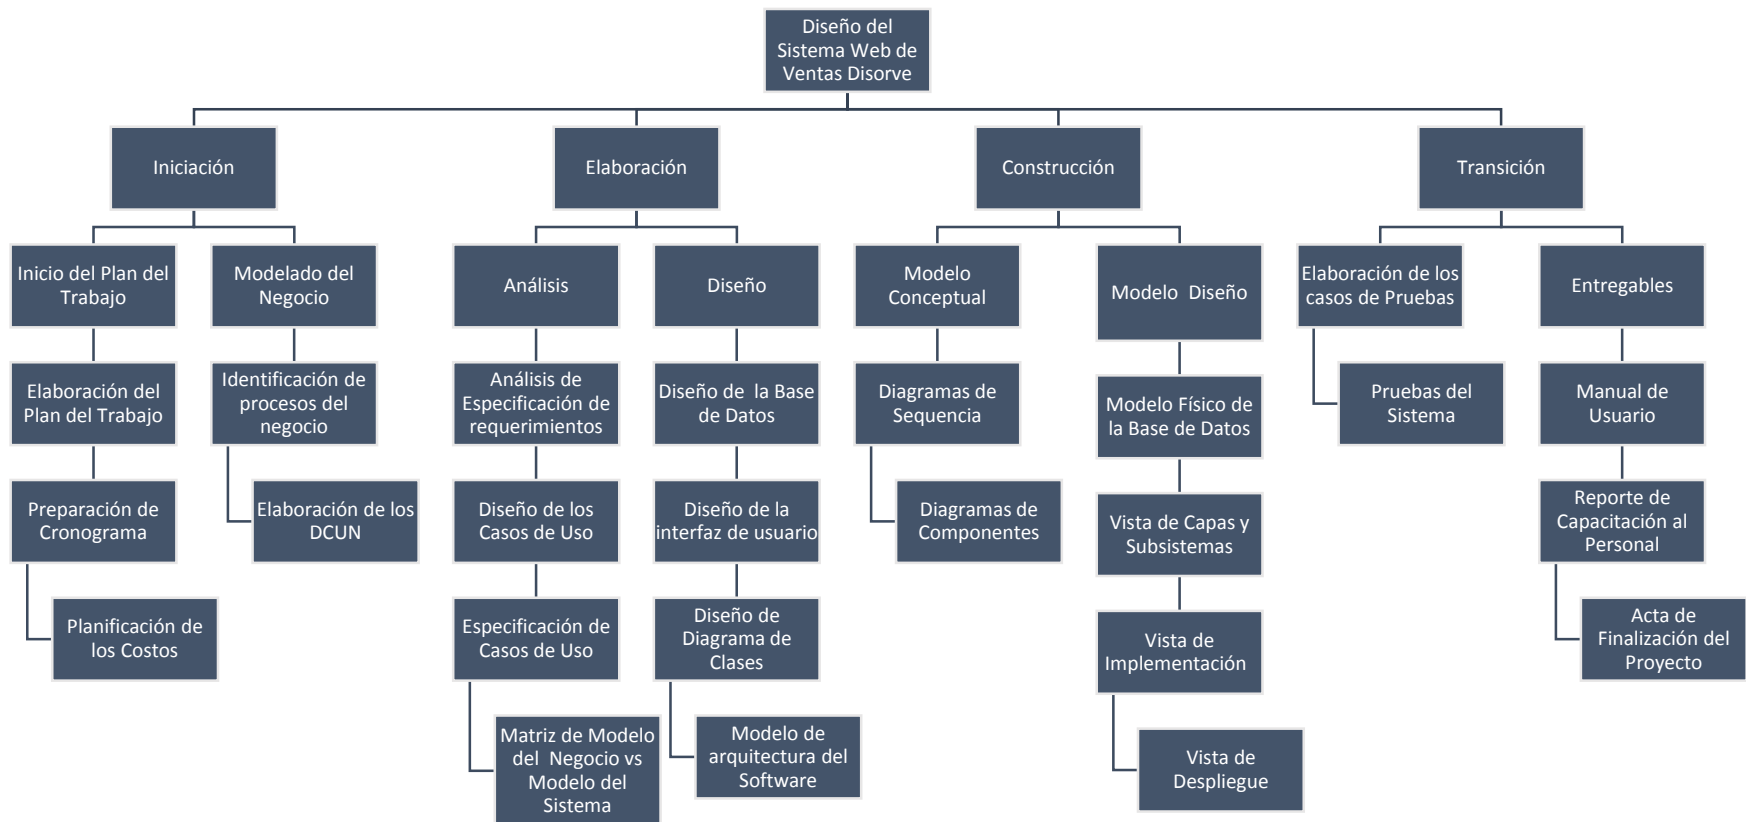 Diseño del
Sistema Web de
Ventas Disorve
Iniciación
Elaboración
Construcción
Transición
Inicio del Plan del
Trabajo
Modelado del
Negocio
Análisis
Diseño
Modelo
Conceptual
Modelo  Diseño
Elaboración de los
casos de Pruebas
Entregables
Elaboración del
Plan del Trabajo
Identificación de
procesos del
negocio
Análisis de
Especificación de
requerimientos
Diseño de  la Base
de Datos
Diagramas de
Sequencia
Modelo Físico de
la Base de Datos
Pruebas del
Sistema
Manual de
Usuario
Preparación de
Cronograma
Elaboración de los
DCUN
Diseño de los
Casos de Uso
Diseño de la
interfaz de usuario
Diagramas de
Componentes
Vista de Capas y
Subsistemas
Reporte de
Capacitación al
Personal
Planificación de
los Costos
Especificación de
Casos de Uso
Diseño de
Diagrama de
Clases
Vista de
Implementación
Acta de
Finalización del
Proyecto
Matriz de Modelo
del  Negocio vs
Modelo del
Sistema
Modelo de
arquitectura del
Software
Vista de
Despliegue